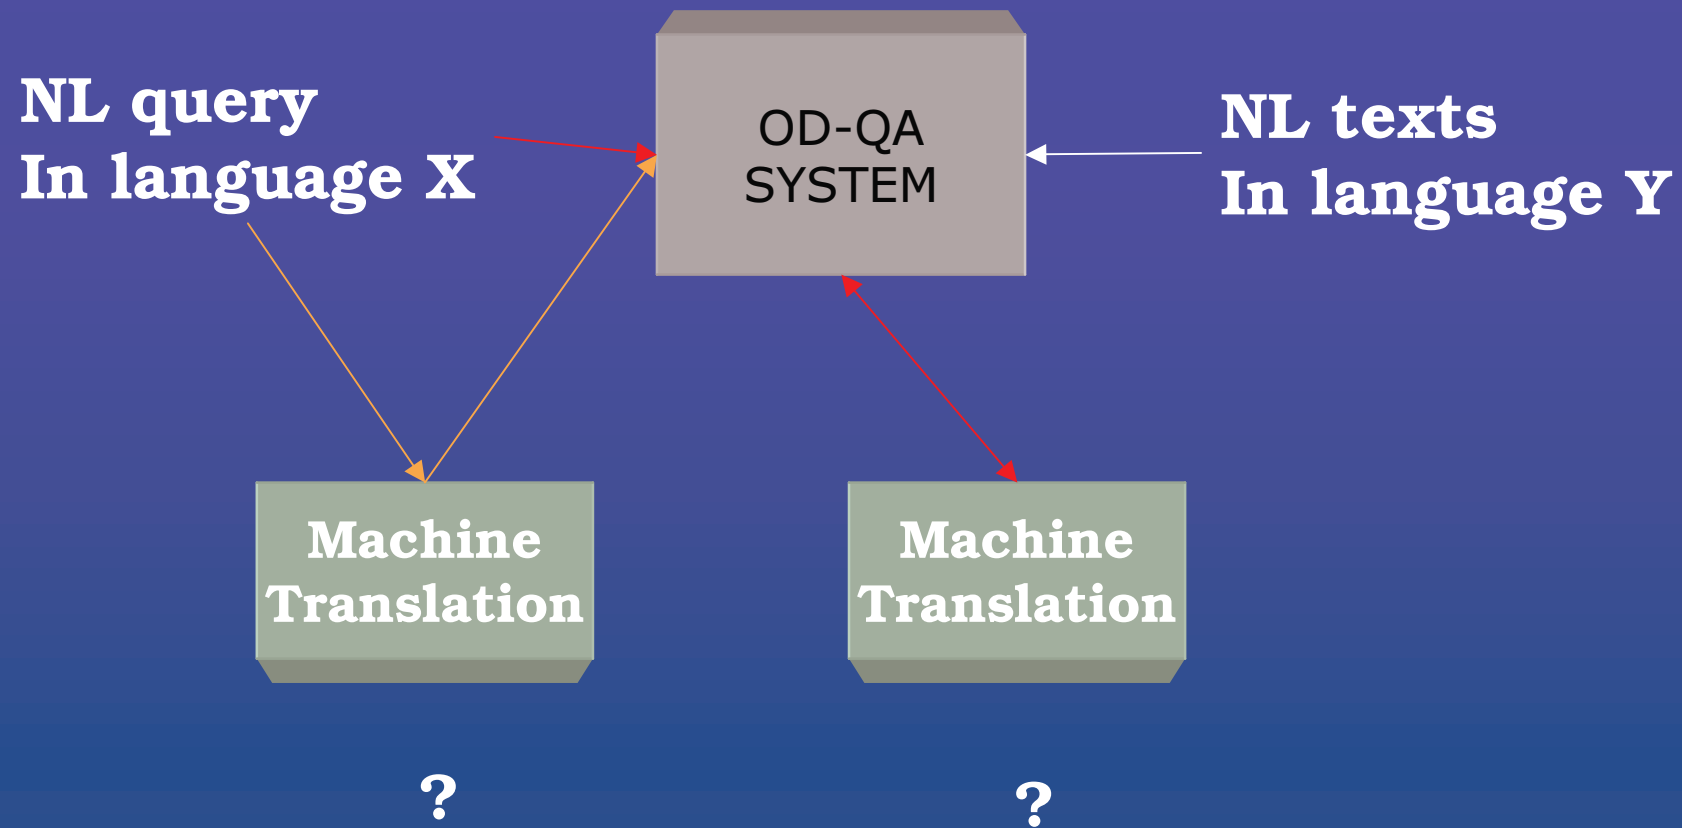 NL query
In language X
OD-QA
SYSTEM
NL texts
In language Y
Machine
Translation
Machine
Translation
?
?